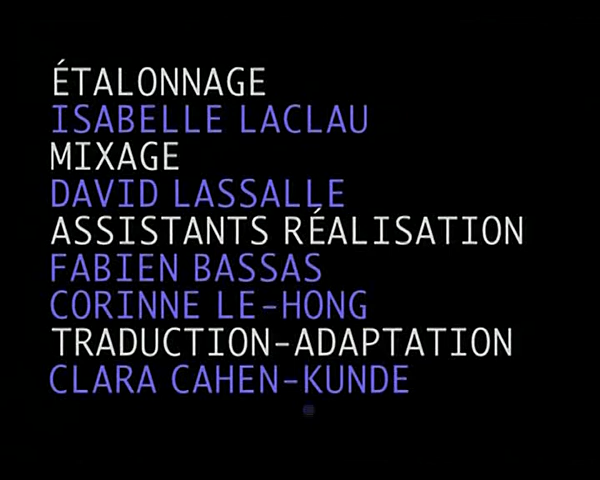 ÉTALONNAGE
ISABELLE LACLAU
MIXAGE
DAVID LASSALLE
ASSISTANTS RÉALISATION
FABIEN BASSAS
CORINNE LE-HONG
TRADUCTION-ADAPTATION
CLARA CAHEN-KUNDE